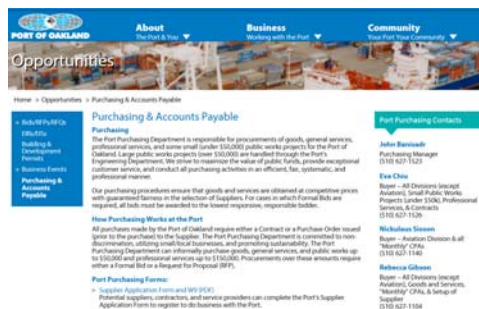 PORT OF OAKLAND
About
The Port & You
Business
Working with the Port
Community
Your Port Your Community
Opportunities
Home > Opportunities > Purchasing & Accounts Payable
» Bids/RFPs/RFQs
EIRs/EISs
Building & Development Permits
» Business Events
Purchasing & Accounts Payable
Purchasing & Accounts Payable
Purchasing
The Port Purchasing Department is responsible for procurements of goods, general services,
professional services, and some small (under $50,000) public works projects for the Port of
Oakland. Large public works projects (over $50,000) are handled through the Port's
Engineering Department. We strive to maximize the value of public funds, provide exceptional
customer service, and conduct all purchasing activities in an efficient, fair, systematic, and
professional manner.
Our purchasing procedures ensure that goods and services are obtained at competitive prices
with guaranteed fairness in the selection of Suppliers. For cases in which Formal Bids are
required, all bids must be awarded to the lowest responsive, responsible bidder.
How Purchasing Works at the Port
All purchases made by the Port of Oakland require either a Contract or a Purchase Order issued
(prior to the purchase) to the Supplier. The Port Purchasing Department is committed to non-
discrimination, utilizing small/local businesses, and promoting sustainability. The Port
Purchasing Department can informally purchase goods, general services, and public works up
to $50,000 and professional services up to $150,000. Procurements over these amounts require
either a Formal Bid or a Request For Proposal (RFP).
Port Purchasing Forms:
» Supplier Application Form and W9 (PDF)
Potential suppliers, contractors, and service providers can complete the Port's Supplier
Application Form to register to do business with the Port.
Port Purchasing Contacts
John Banisadr
Purchasing Manager
(510) 627-1523
Eva Chiu
Buyer – All Divisions (except
Aviation), Small Public Works
Projects (under $50k), Professional
Services, & Contracts
(510) 627-1526
Nickulaus Sioson
Buyer – Aviation Division & all
"Monthly" CPAs
(510) 627-1140
Rebecca Gibson
Buyer – All Divisions (except
Aviation), Goods and Services,
"Monthly" CPAs, & Setup of
Supplier
(510) 627-1104